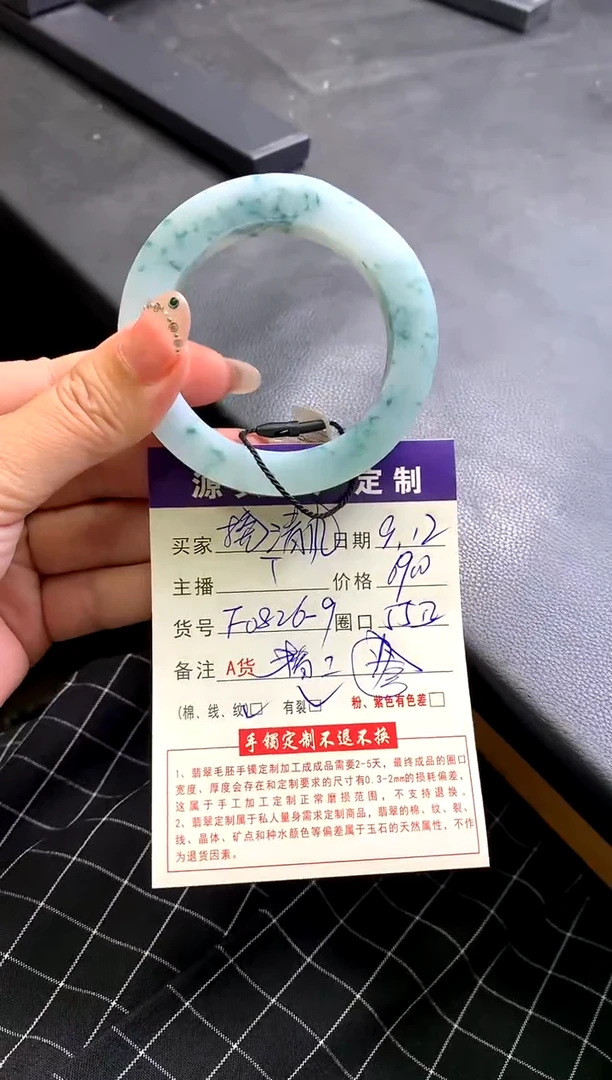 源 定制
买家 日期 9.12
主播 价格
货号 F0826-9 圈口
备注 A货 精工
(棉、线、纹 有裂 粉、紫色有色差
手镯定制不退不换
1、翡翠毛胚手镯定制加工成成品需要2-5天，最终成品的圈口
宽度、厚度会存在和定制要求的尺寸有0.3-2mm的损耗偏差，
这属于手工加工定制正常磨损范围，不支持退换。
2、翡翠定制属于私人量身需求定制商品，翡翠的棉、纹、裂、
线、晶体、矿点和种水颜色等偏差属于玉石的天然属性，不作
为退货因素。